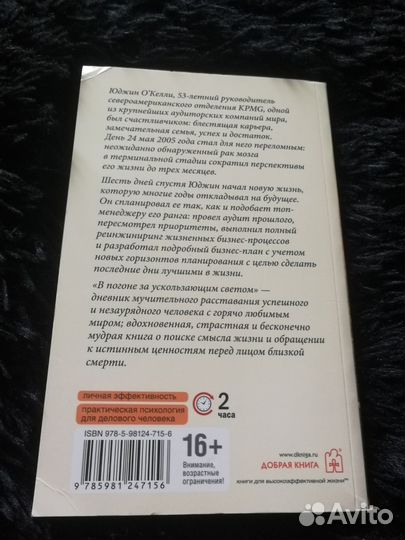 Юджин О'Келли, 53-летний руководитель
североамериканского отделения KPMG, одной
из крупнейших аудиторских компаний мира,
был счастливчиком: блестящая карьера,
замечательная семья, успех и достаток.
День 24 мая 2005 года стал для него переломным:
неожиданно обнаруженный рак мозга
в терминальной стадии сократил перспективы
его жизни до трех месяцев.
Шесть дней спустя Юджин начал новую жизнь,
которую многие годы откладывал на будущее.
Он спланировал ее так, как и подобает топ-
менеджеру его ранга: провел аудит прошлого,
пересмотрел приоритеты, выполнил полный
реинжиниринг жизненных бизнес-процессов
и разработал подробный бизнес-план с учетом
новых горизонтов планирования с целью сделать
последние дни лучшими в жизни.
«В погоне за ускользающим светом» —
дневник мучительного расставания успешного
и незаурядного человека с горячо любимым
миром; вдохновенная, страстная и бесконечно
мудрая книга о поиске смысла жизни и обращении
к истинным ценностям перед лицом близкой
смерти.
личная эффективность
практическая психология
для делового человека
2
часа
ISBN 978-5-98124-715-6
9 785981 247156
16+
Внимание,
возрастные
ограничения!
www.dkniga.ru
ДОБРАЯ КНИГА
книги для высокоэффективной жизни™
Avito